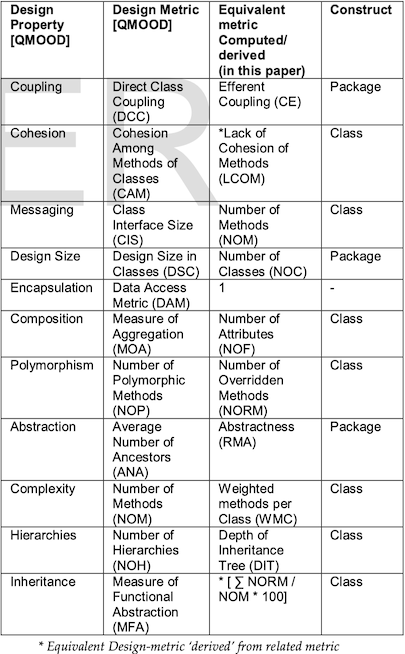 Design Property [QMOOD] Design Metric [QMOOD] Equivalent metric Computed/ derived (in this paper) Construct
Coupling Direct Class Coupling (DCC) Efferent Coupling (CE) Package
Cohesion Cohesion Among Methods of Classes (CAM) *Lack of Cohesion of Methods (LCOM) Class
Messaging Class Interface Size (CIS) Number of Methods (NOM) Class
Design Size Design Size in Classes (DSC) Number of Classes (NOC) Package
Encapsulation Data Access Metric (DAM) 1 -
Composition Measure of Aggregation (MOA) Number of Attributes (NOF) Class
Polymorphism Number of Polymorphic Methods (NOP) Number of Overridden Methods (NORM) Class
Abstraction Average Number of Ancestors (ANA) Abstractness (RMA) Package
Complexity Number of Methods (NOM) Weighted methods per Class (WMC) Class
Hierarchies Number of Hierarchies (NOH) Depth of Inheritance Tree (DIT) Class
Inheritance Measure of Functional Abstraction (MFA) * [ ∑ NORM / NOM * 100] Class
* Equivalent Design-metric ‘derived’ from related metric
ER